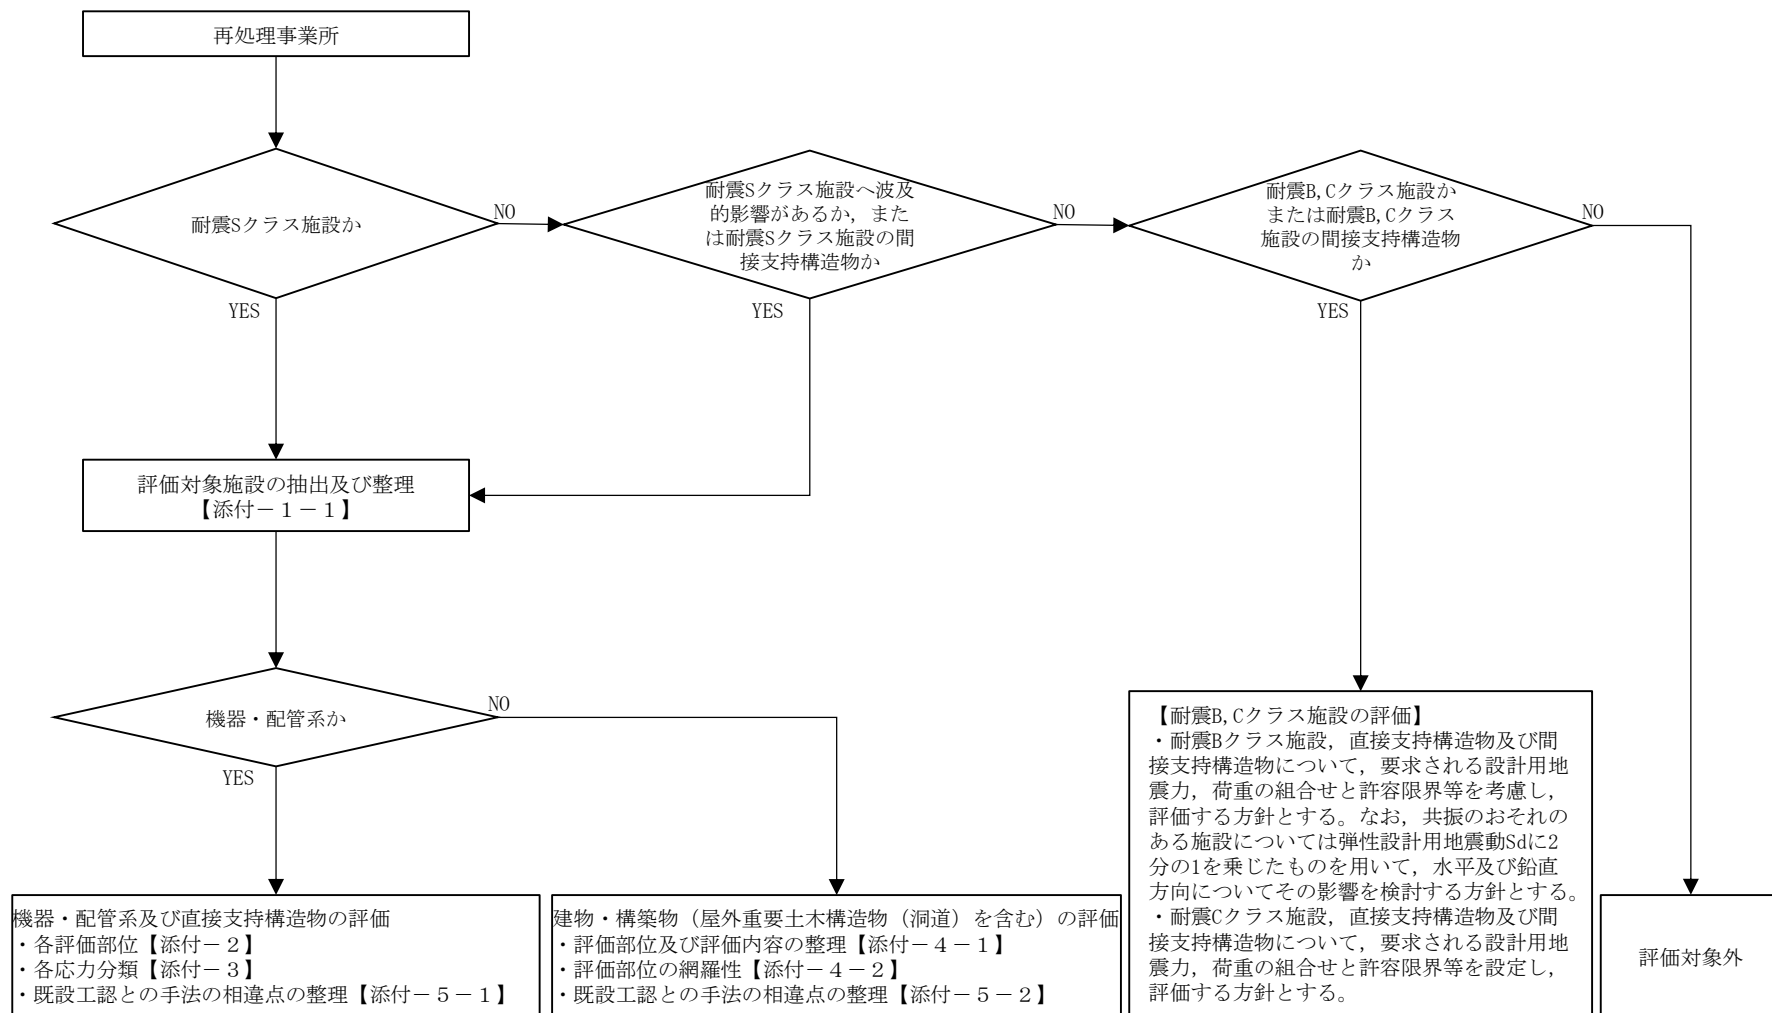 再処理事業所
耐震Sクラス施設か
NO
YES
耐震Sクラス施設へ波及
的影響があるか，また
は耐震Sクラス施設の間
接支持構造物か
NO
YES
耐震B,Cクラス施設か
または耐震B,Cクラス
施設の間接支持構造物
か
NO
YES
評価対象施設の抽出及び整理
【添付－１－１】
機器・配管系か
NO
YES
機器・配管系及び直接支持構造物の評価
・各評価部位【添付－２】
・各応力分類【添付－３】
・既設工認との手法の相違点の整理【添付－５－１】
建物・構築物（屋外重要土木構造物（洞道）を含む）の評価
・評価部位及び評価内容の整理【添付－４－１】
・評価部位の網羅性【添付－４－２】
・既設工認との手法の相違点の整理【添付－５－２】
【耐震B,Cクラス施設の評価】
・耐震Bクラス施設，直接支持構造物及び間
接支持構造物について，要求される設計用地
震力，荷重の組合せと許容限界等を考慮し，
評価する方針とする。なお，共振のおそれの
ある施設については弾性設計用地震動Sdに2
分の1を乗じたものを用いて，水平及び鉛直
方向についてその影響を検討する方針とする。
・耐震Cクラス施設，直接支持構造物及び間
接支持構造物について，要求される設計用地
震力，荷重の組合せと許容限界等を設定し，
評価する方針とする。
評価対象外